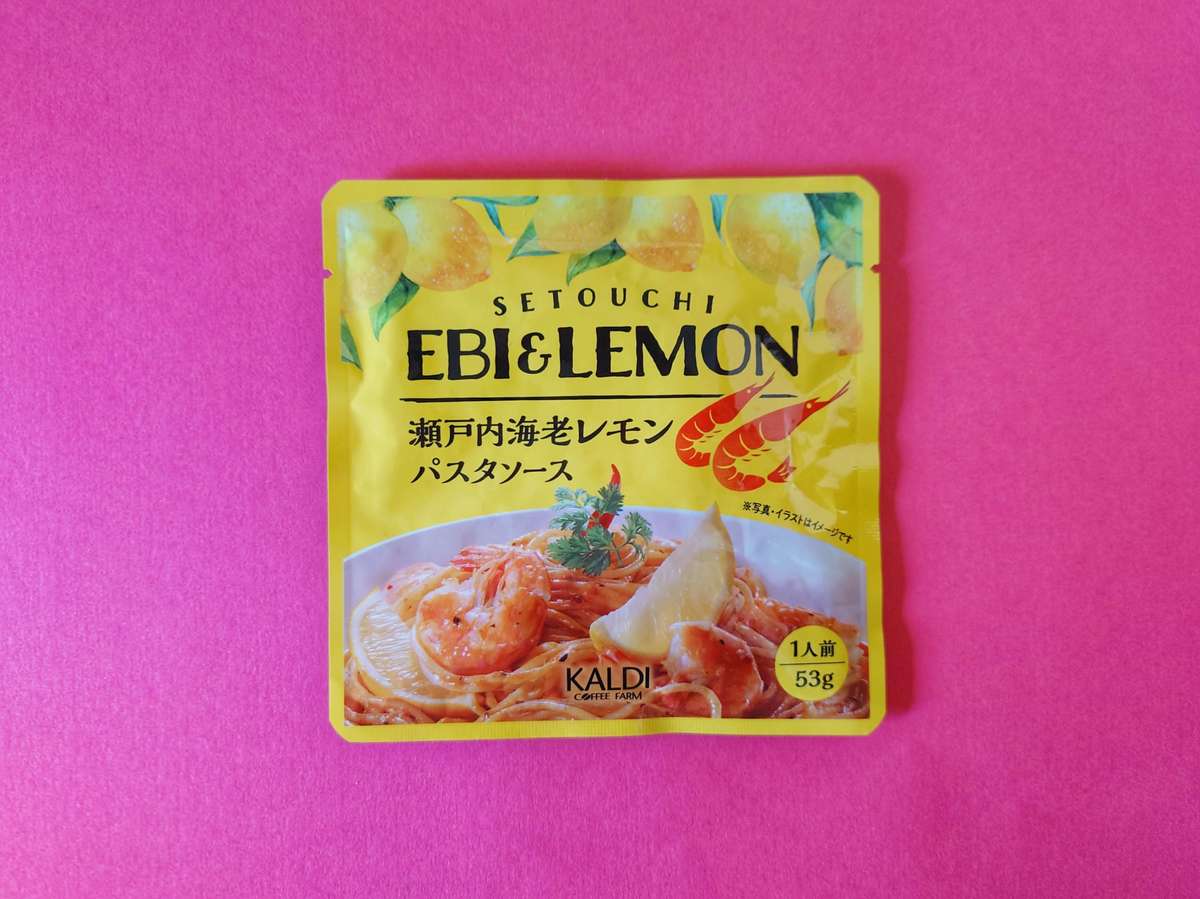 SETOUCHI
EBI&LEMON
瀬戸内海老レモン
パスタソース
※写真・イラストはイメージです
1人前
53g
KALDI
COFFEE FARM